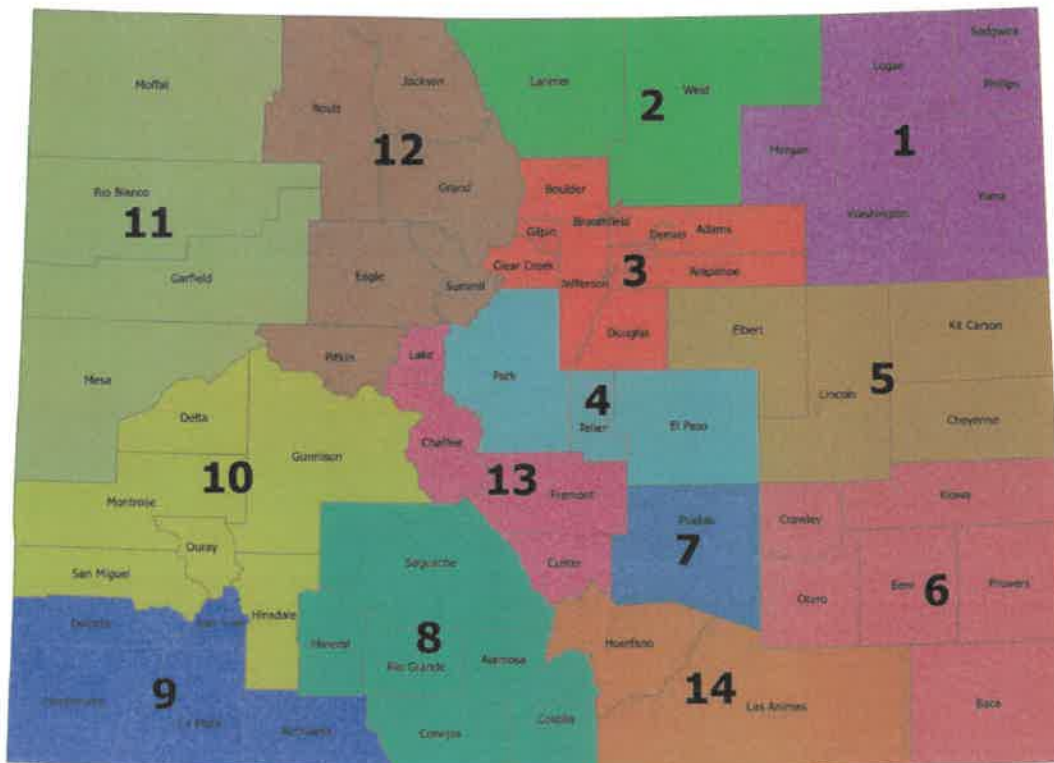 Sedgwick
Moffat
Jackson
Larimer
Weld
Logan
Phillips
Routt
2
1
12
Morgan
Rio Blanco
Grand
Boulder
Yuma
11
Broomfield
Washington
Gilpin
Denver
Adams
Garfield
Eagle
Clear Creek
3
Arapahoe
Summit
Jefferson
Kit Carson
Elbert
Douglas
Pitkin
Lake
Park
5
Mesa
4
Lincoln
Delta
Teller
El Paso
Cheyenne
Chaffee
Gunnison
10
13
Montrose
Fremont
Kiowa
Pueblo
Crowley
Ouray
7
Custer
Saguache
San Miguel
Bent
6
Prowers
Otero
Hinsdale
Dolores
San Juan
8
Huerfano
Mineral
Rio Grande
Alamosa
9
14
Baca
Las Animas
La Plata
Costilla
Archuleta
Conejos